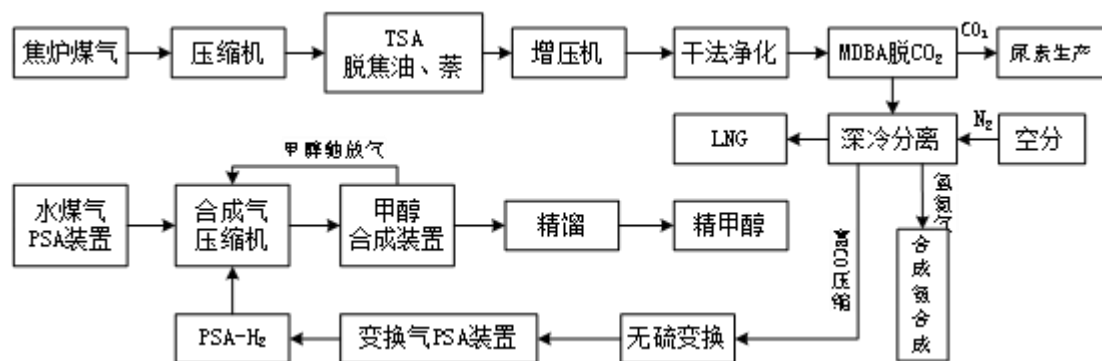 焦炉煤气
压缩机
TSA
脱焦油、萘
增压机
干法净化
MDBA脱CO₂
CO₂
尿素生产
LNG
深冷分离
N₂
空分
甲醇
放气
水煤气
PSA装置
合成气
压缩机
甲醇
合成装置
精馏
精甲醇
压缩
氢氮气
合成氨合成
PSA-H₂
变换气PSA装置
无硫变换